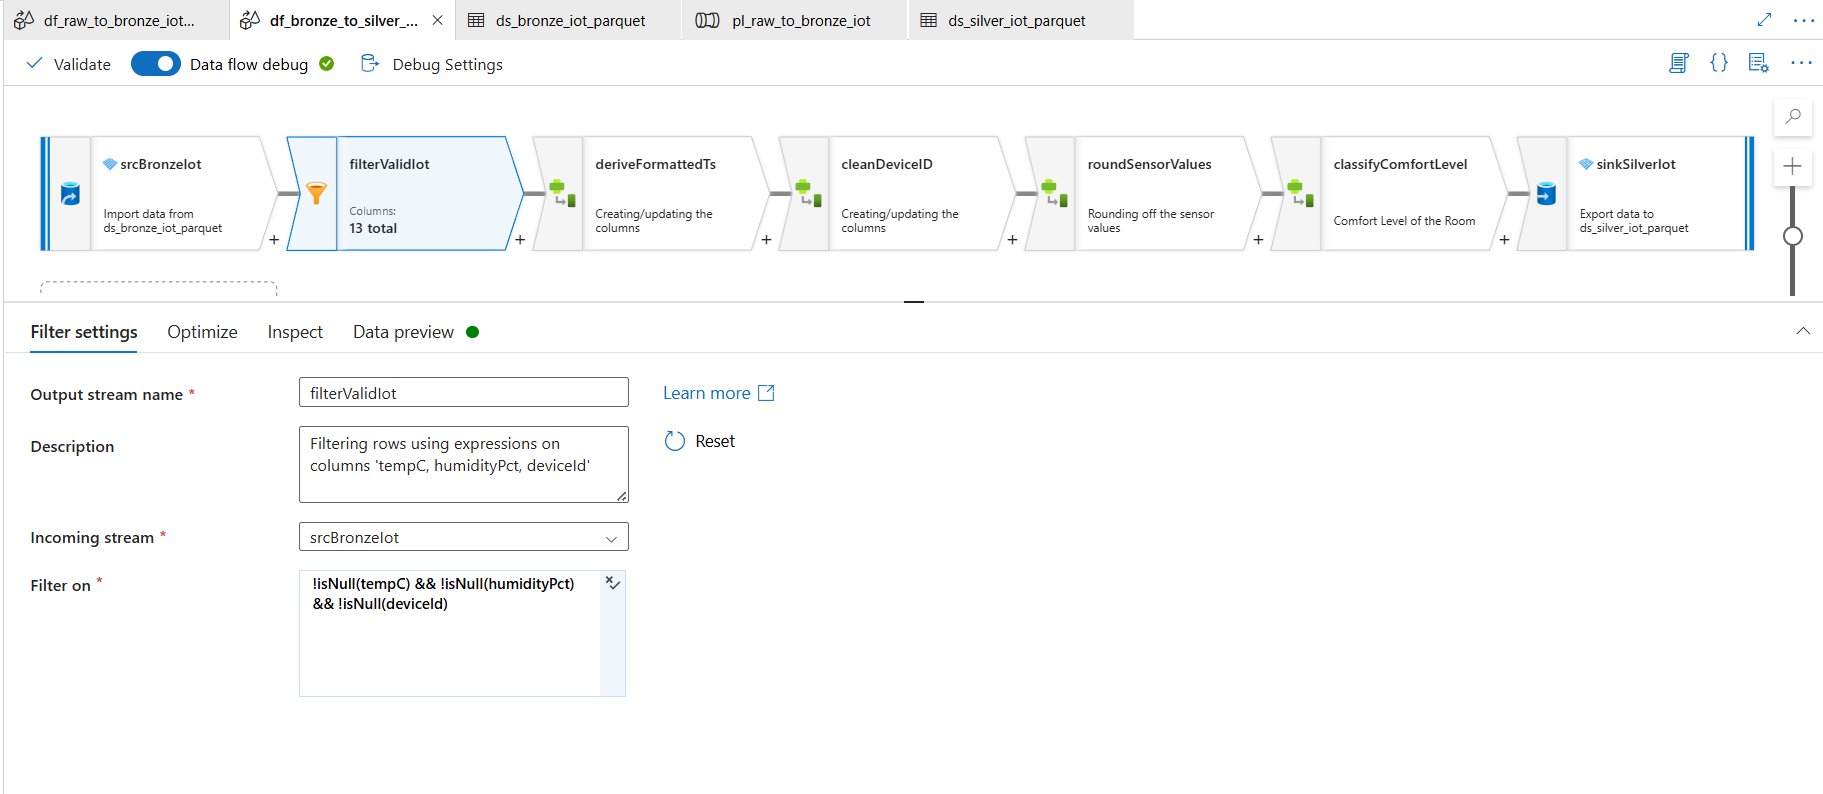 df_raw_to_bronze_iot...
df_bronze_to_silver_...
ds_bronze_iot_parquet
pl_raw_to_bronze_iot
ds_silver_iot_parquet
Validate
Data flow debug
Debug Settings
srcBronzeIot
Import data from
ds_bronze_iot_parquet
filterValidIot
Columns:
13 total
deriveFormattedTs
Creating/updating the
columns
cleanDeviceID
Creating/updating the
columns
roundSensorValues
Rounding off the sensor
values
classifyComfortLevel
Comfort Level of the Room
sinkSilverIot
Export data to
ds_silver_iot_parquet
Filter settings
Optimize
Inspect
Data preview
Output stream name *
filterValidIot
Learn more
Description
Filtering rows using expressions on
columns 'tempC, humidityPct, deviceId'
Reset
Incoming stream *
srcBronzeIot
Filter on *
!isNull(tempC) && !isNull(humidityPct)
&& !isNull(deviceId)